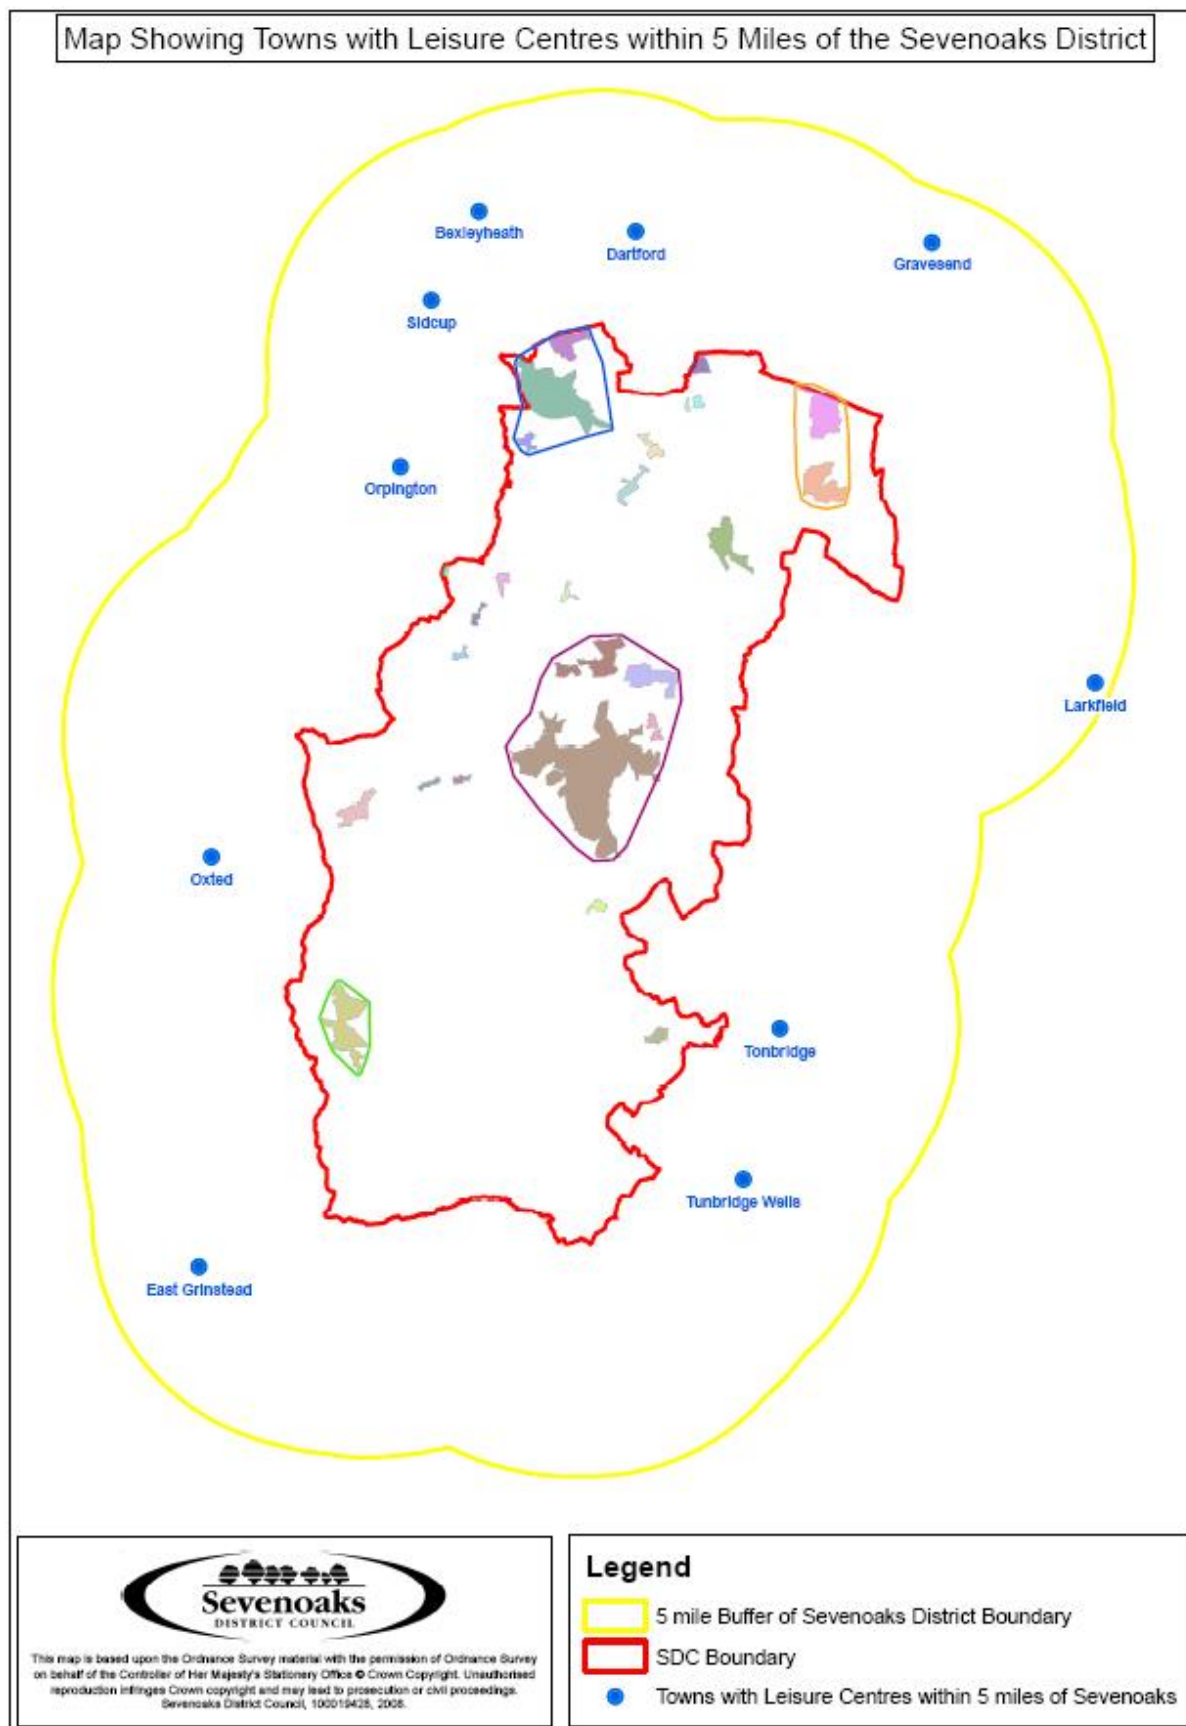 Map Showing Towns with Leisure Centres within 5 Miles of the Sevenoaks District
Bexleyheath
Dartford
Gravesend
Sidcup
Orpington
Larkfield
Oxted
Tonbridge
Tunbridge Wells
East Grinstead
Sevenoaks
DISTRICT COUNCIL
This map is based upon the Ordnance Survey material with the permission of Ordnance Survey
on behalf of the Controller of Her Majesty's Stationery Office © Crown Copyright. Unauthorised
reproduction infringes Crown copyright and may lead to prosecution or civil proceedings.
Sevenoaks District Council, 100019428, 2008.
Legend
5 mile Buffer of Sevenoaks District Boundary
SDC Boundary
Towns with Leisure Centres within 5 miles of Sevenoaks